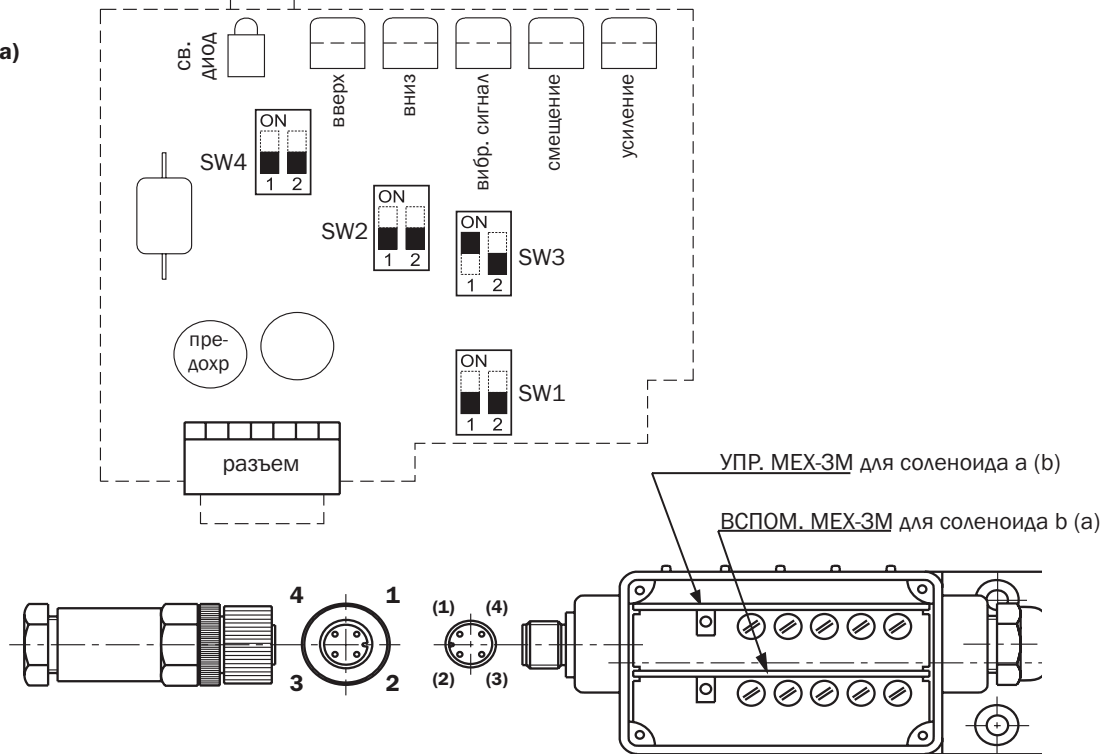 a)
св.
диод
вверх
вниз
вибр. сигнал
смещение
усиление
ON
SW4
1 2
ON
SW2
1 2
ON
SW3
1 2
пре-
дохр
ON
SW1
1 2
разъем
УПР. МЕХ-ЗМ для соленоида a (b)
ВСПОМ. МЕХ-ЗМ для соленоида b (a)
4 1
3 2
(1) (4)
(2) (3)